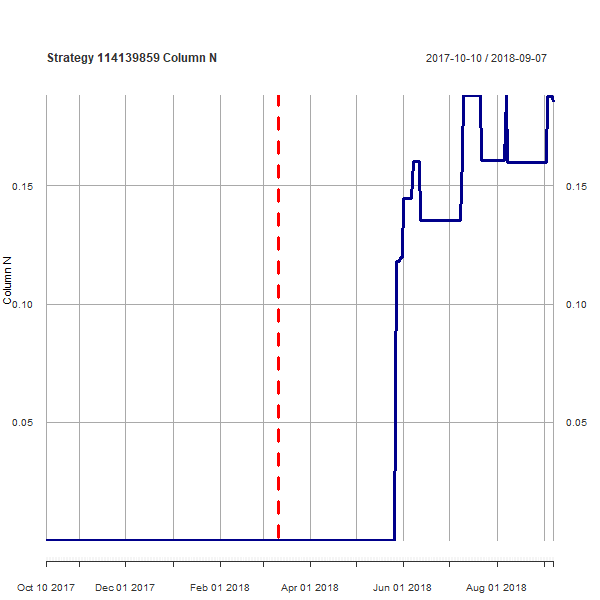 Strategy 114139859 Column N
2017-10-10 / 2018-09-07
0.15
0.15
Column N
0.10
0.10
0.05
0.05
Oct 10 2017
Dec 01 2017
Feb 01 2018
Apr 01 2018
Jun 01 2018
Aug 01 2018